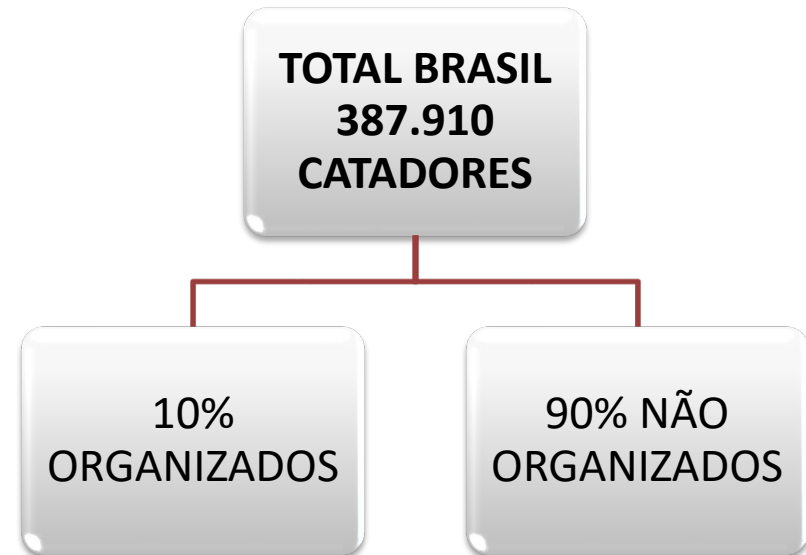 TOTAL BRASIL
387.910
CATADORES
10%
ORGANIZADOS
90% NÃO
ORGANIZADOS